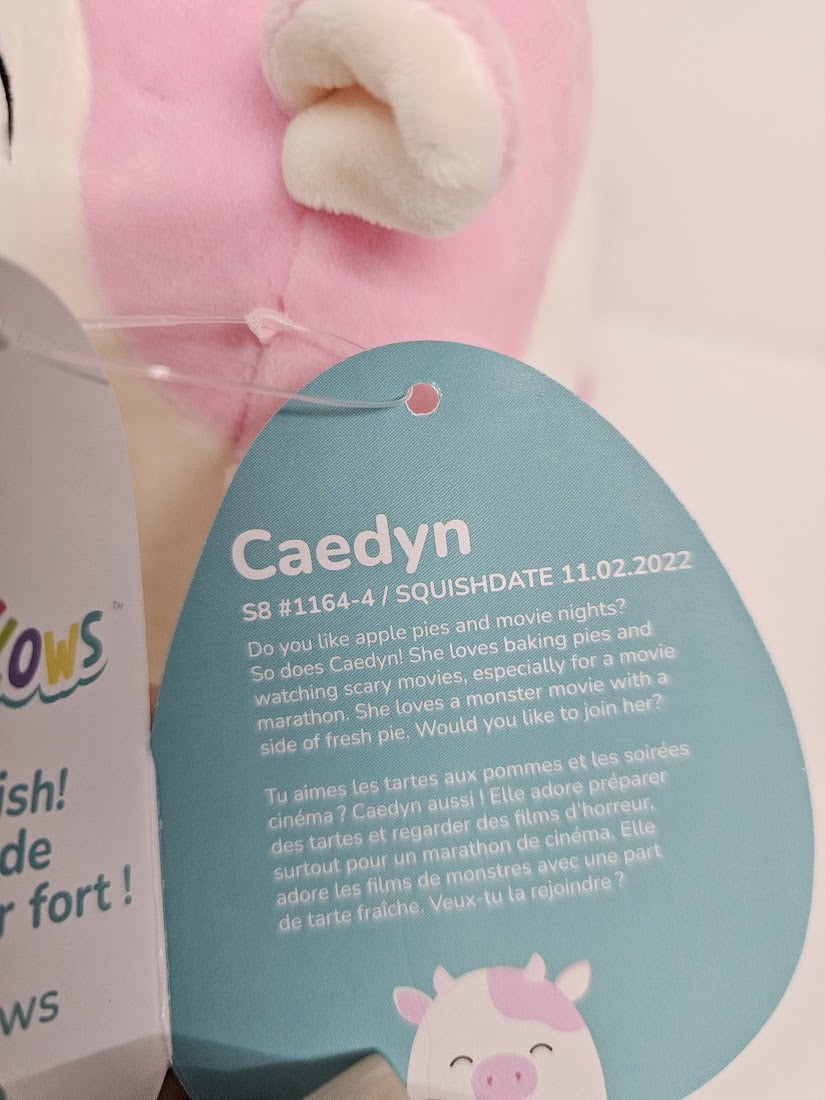 Caedyn
S8 #1164-4 / SQUISHDATE 11.02.2022
Do you like apple pies and movie nights?
So does Caedyn! She loves baking pies and
watching scary movies, especially for a movie
marathon. She loves a monster movie with a
side of fresh pie. Would you like to join her?
Tu aimes les tartes aux pommes et les soirées
cinéma ? Caedyn aussi ! Elle adore préparer
des tartes et regarder des films d'horreur,
surtout pour un marathon de cinéma. Elle
adore les films de monstres avec une part
de tarte fraîche. Veux-tu la rejoindre ?
ows™
ish!
de
r fort !
ws